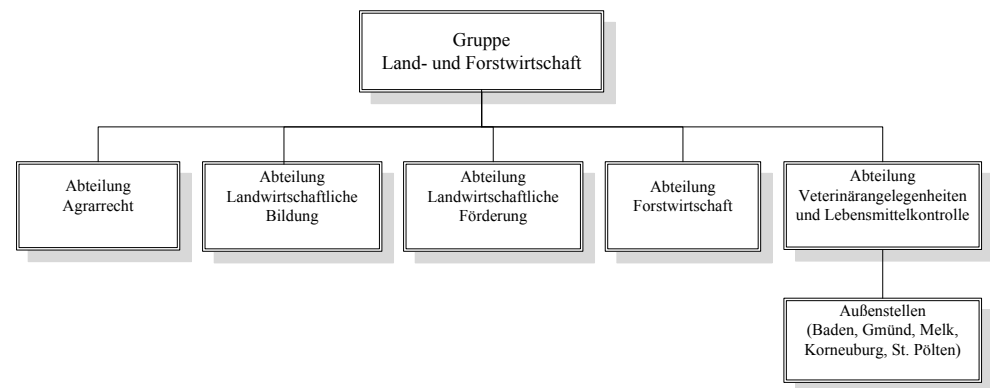 Gruppe
Land- und Forstwirtschaft
Abteilung
Agrarrecht
Abteilung
Landwirtschaftliche
Bildung
Abteilung
Landwirtschaftliche
Förderung
Abteilung
Forstwirtschaft
Abteilung
Veterinärangelegenheiten
und Lebensmittelkontrolle
Außenstellen
(Baden, Gmünd, Melk,
Korneuburg, St. Pölten)